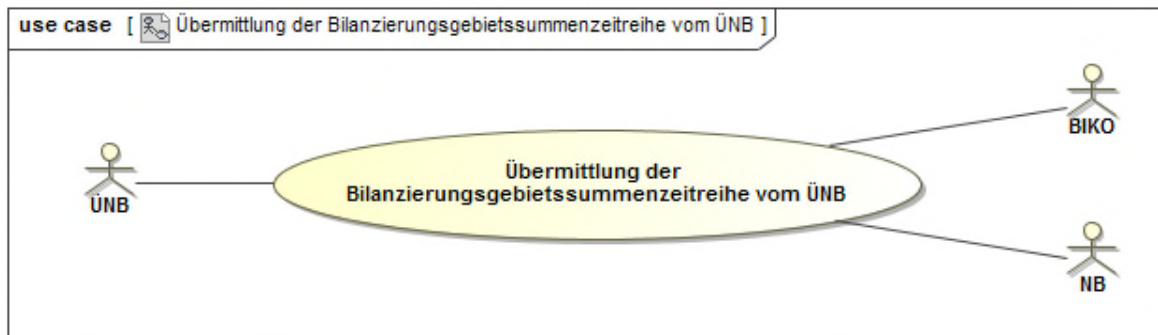 use case [ Übermittlung der Bilanzierungsgebietssummenzeitreihe vom ÜNB ]
BIKO
Übermittlung der
Bilanzierungsgebietssummenzeitreihe vom ÜNB
ÜNB
NB